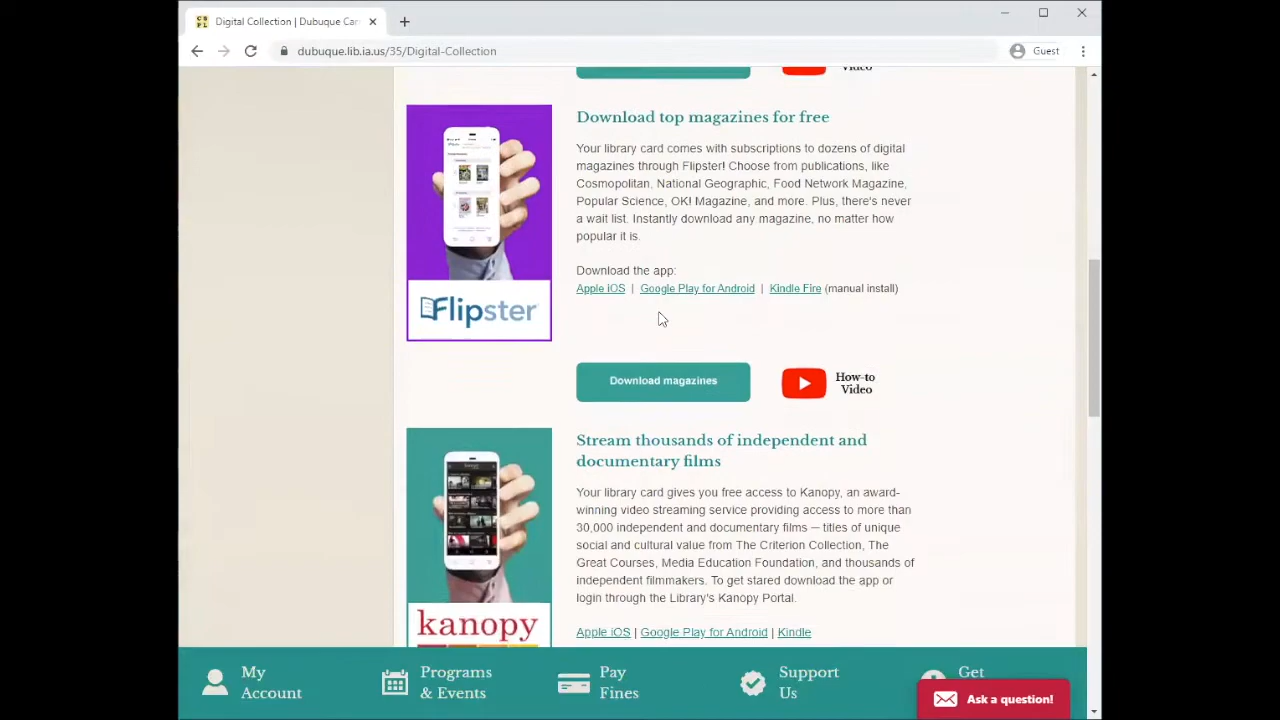 Digital Collection | Dubuque Car
dubuque.lib.ia.us/35/Digital-Collection
Guest
Video
Download top magazines for free
Your library card comes with subscriptions to dozens of digital
magazines through Flipster! Choose from publications, like
Cosmopolitan, National Geographic, Food Network Magazine,
Popular Science, OK! Magazine, and more. Plus, there's never
a wait list. Instantly download any magazine, no matter how
popular it is.
Download the app:
Apple iOS | Google Play for Android | Kindle Fire (manual install)
Flipster
Download magazines
How-to
Video
Stream thousands of independent and
documentary films
Your library card gives you free access to Kanopy, an award-
winning video streaming service providing access to more than
30,000 independent and documentary films – titles of unique
social and cultural value from The Criterion Collection, The
Great Courses, Media Education Foundation, and thousands of
independent filmmakers. To get stared download the app or
login through the Library's Kanopy Portal.
Apple iOS | Google Play for Android | Kindle
kanopy
My
Account
Programs
& Events
Pay
Fines
Support
Us
Get
Ask a question!